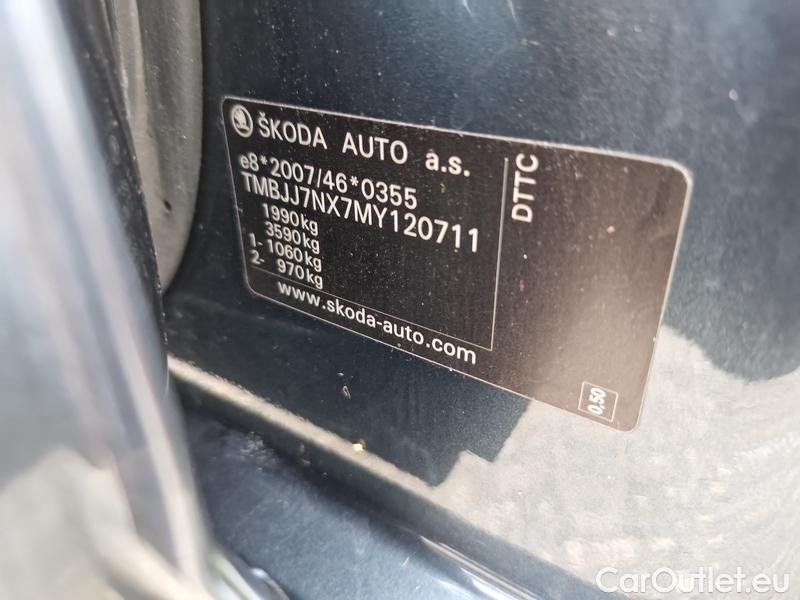 ŠKODA AUTO a.s.
e8*2007/46*0355
TMBJJ7NX7MY120711
1990kg
3590kg
1- 1060kg
2- 970kg
www.skoda-auto.com
DTTC
0,50
CarOutlet.eu